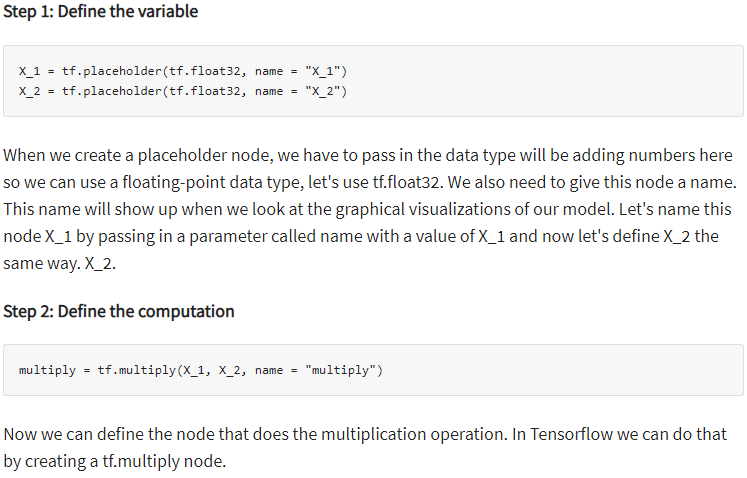 Step 1: Define the variable
X_1 = tf.placeholder(tf.float32, name = "X_1")
X_2 = tf.placeholder(tf.float32, name = "X_2")
When we create a placeholder node, we have to pass in the data type will be adding numbers here
so we can use a floating-point data type, let's use tf.float32. We also need to give this node a name.
This name will show up when we look at the graphical visualizations of our model. Let's name this
node X_1 by passing in a parameter called name with a value of X_1 and now let's define X_2 the
same way. X_2.
Step 2: Define the computation
multiply = tf.multiply(X_1, X_2, name = "multiply")
Now we can define the node that does the multiplication operation. In Tensorflow we can do that
by creating a tf.multiply node.